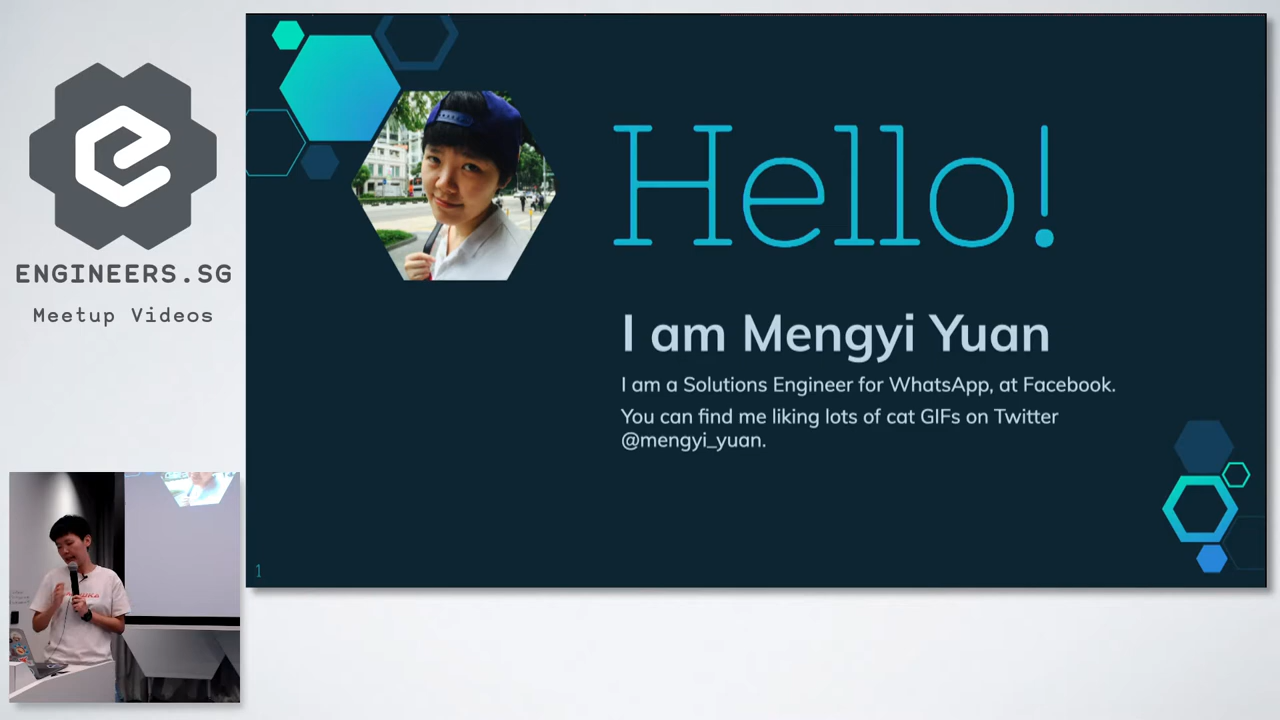 ENGINEERS.SG
Meetup Videos
Hello!
I am Mengyi Yuan
I am a Solutions Engineer for WhatsApp, at Facebook.
You can find me liking lots of cat GIFs on Twitter
@mengyi_yuan.
1